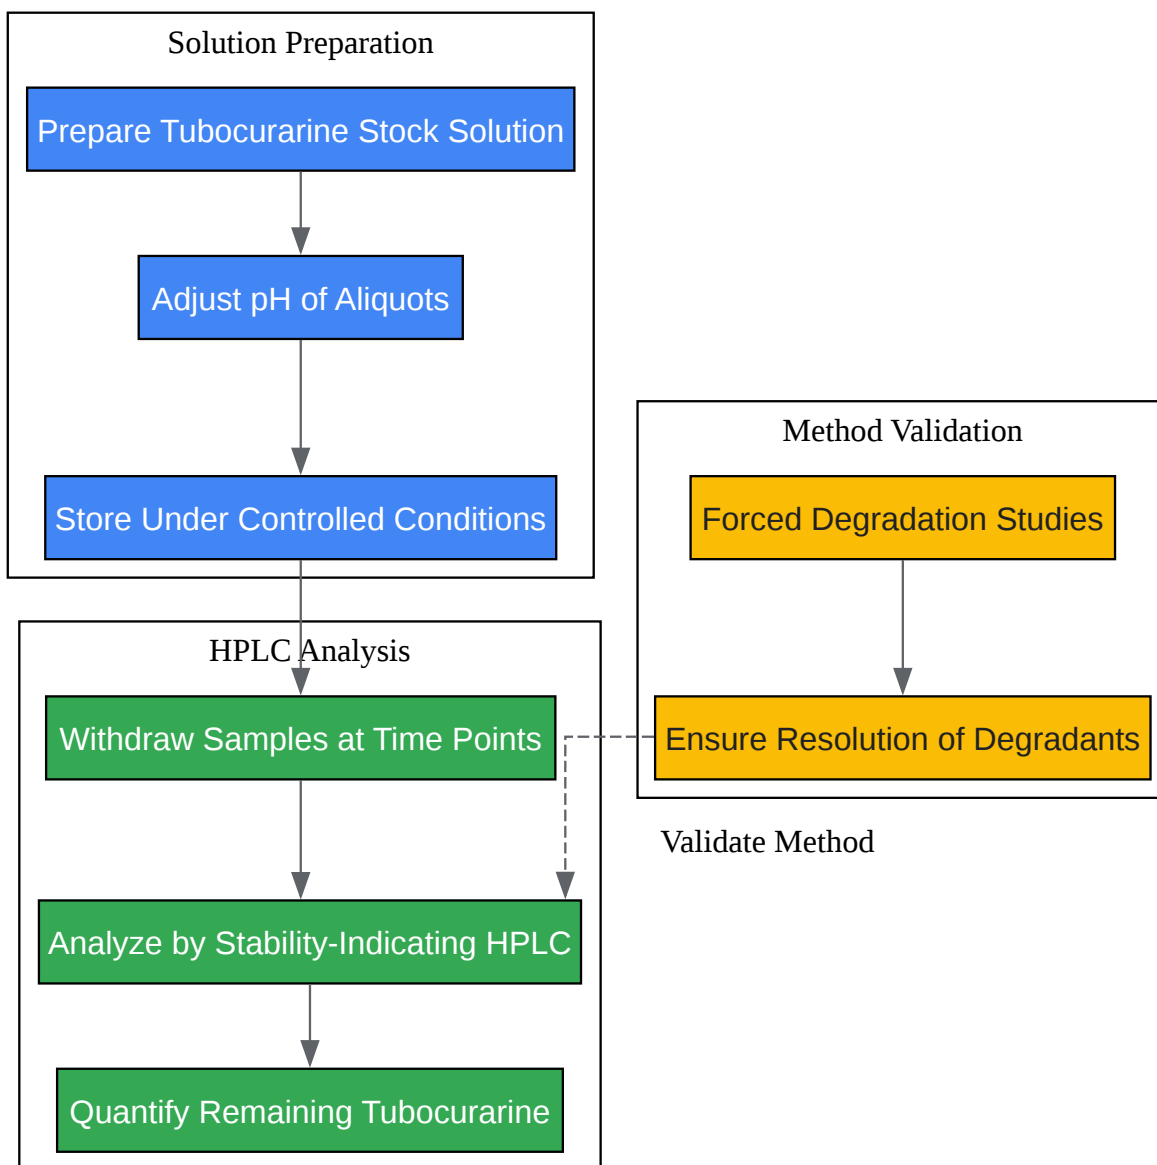 Solution Preparation
Prepare Tubocurarine Stock Solution
Adjust pH of Aliquots
Store Under Controlled Conditions
Method Validation
Forced Degradation Studies
Ensure Resolution of Degradants
Validate Method
HPLC Analysis
Withdraw Samples at Time Points
Analyze by Stability-Indicating HPLC
Quantify Remaining Tubocurarine